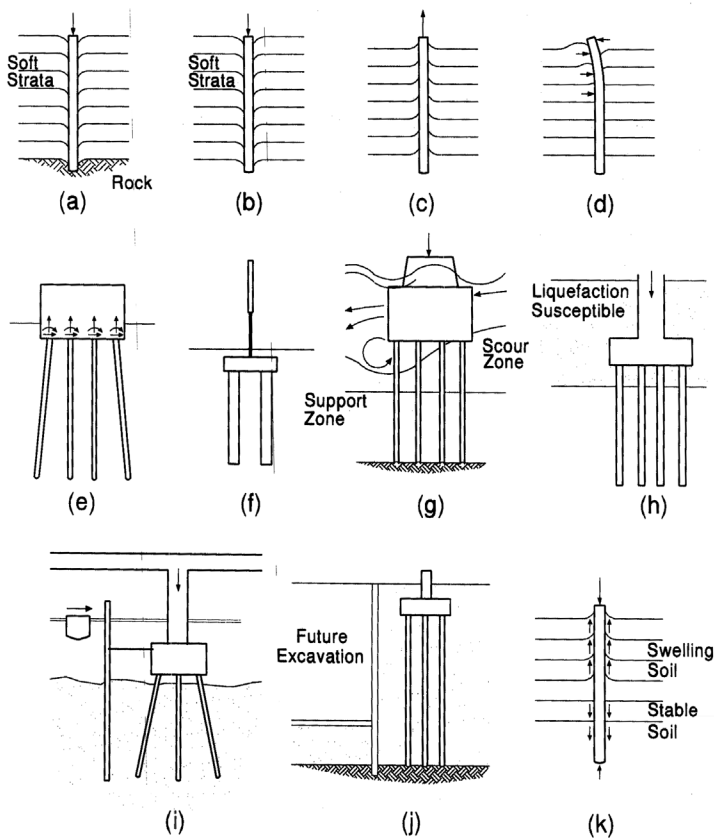 Soft
Strata
Rock
(a)
Soft
Strata
(b)
(c)
(d)
(e)
(f)
Support
Zone
Scour
Zone
(g)
Liquefaction
Susceptible
(h)
(i)
Future
Excavation
(j)
Swelling
Soil
Stable
Soil
(k)